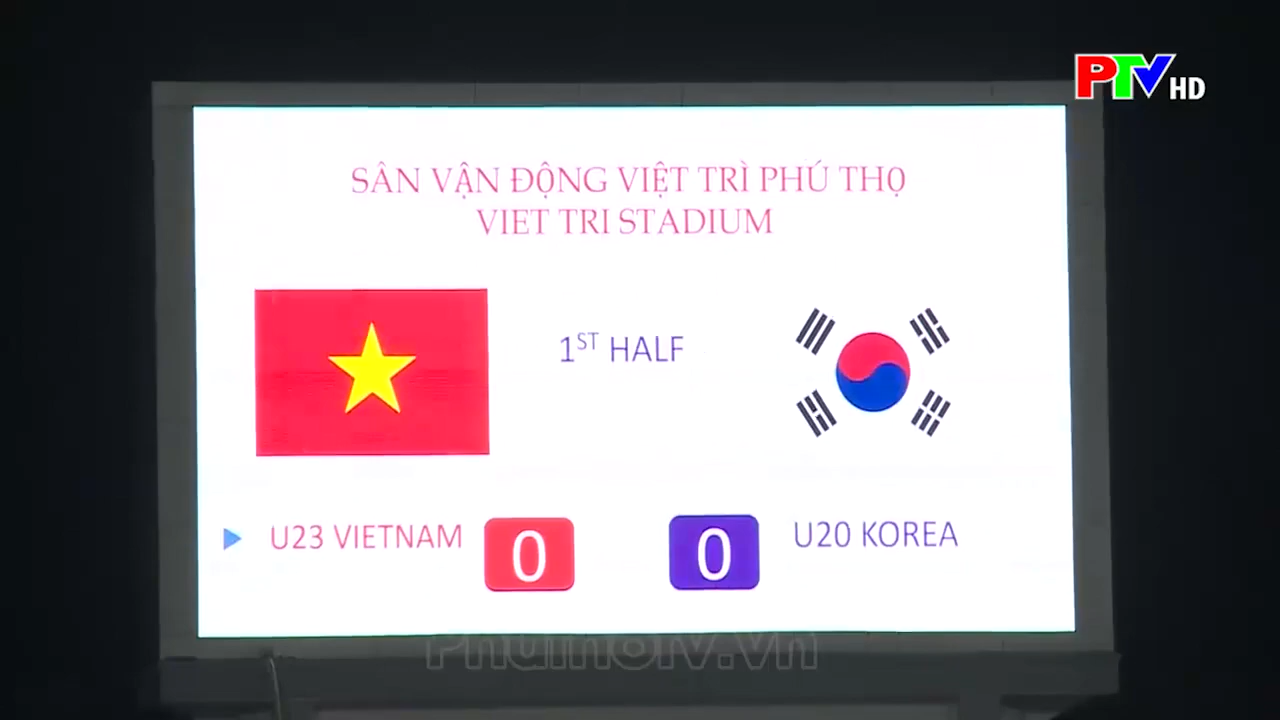 PTV HD
SÂN VẬN ĐỘNG VIỆT TRÌ PHÚ THỌ
VIET TRI STADIUM
1ST HALF
U23 VIETNAM 0 0 U20 KOREA
Phuthotv.vn